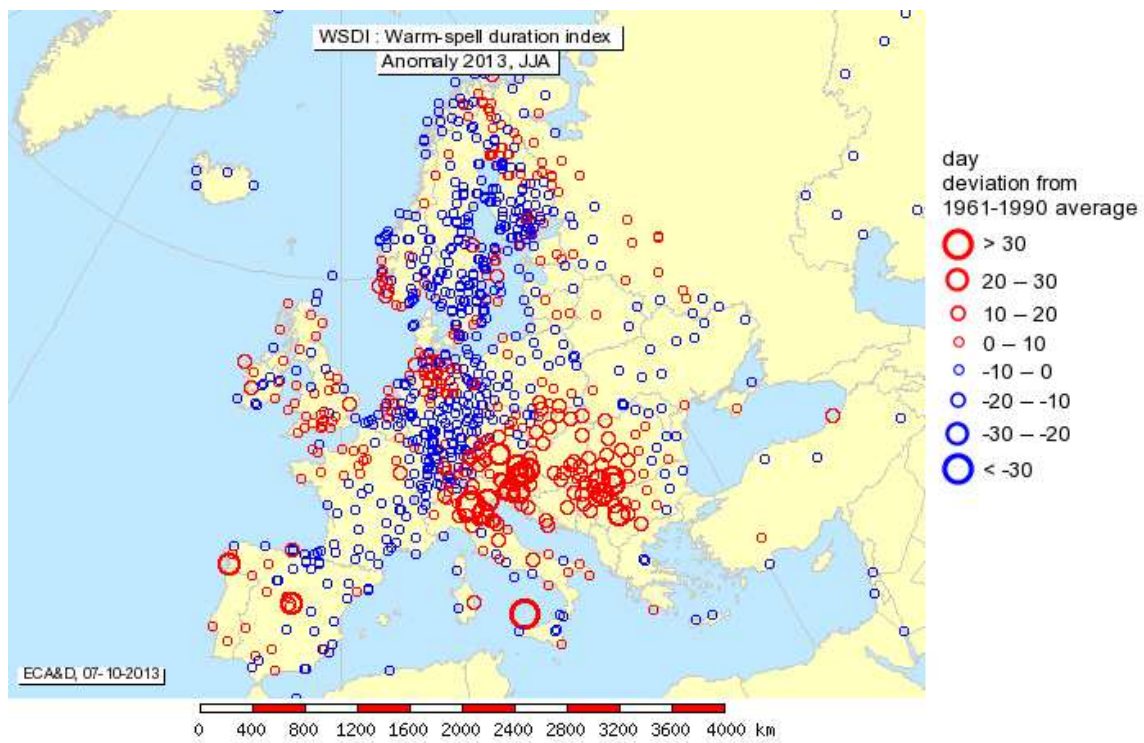 WSDI : Warm-spell duration index
Anomaly 2013, JJA
day
deviation from
1961-1990 average
> 30
20 – 30
10 – 20
0 – 10
-10 – 0
-20 – -10
-30 – -20
< -30
ECA&D, 07-10-2013
0 400 800 1200 1600 2000 2400 2800 3200 3600 4000 km